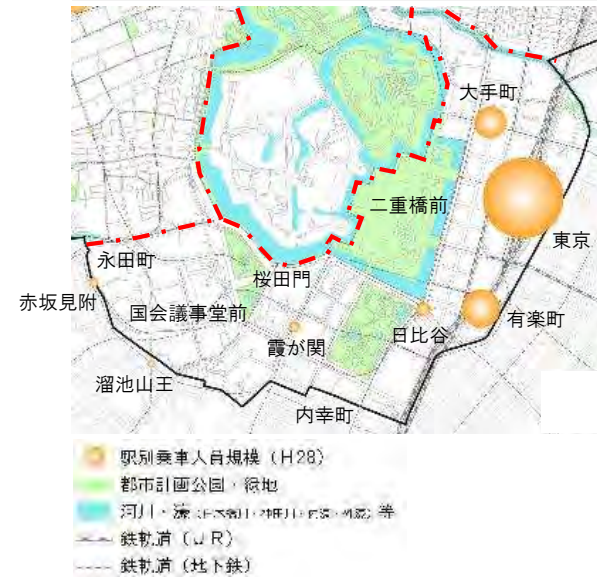 大手町
二重橋前
東京
永田町
桜田門
赤坂見附
国会議事堂前
有楽町
日比谷
霞が関
溜池山王
内幸町
駅別乗車人員規模（H28）
都市計画公園・緑地
河川・濠
等
鉄軌道（JR）
鉄軌道（地下鉄）